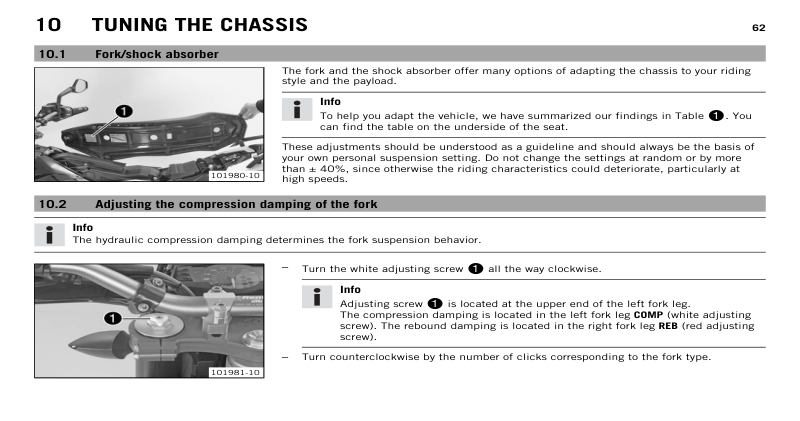 10 TUNING THE CHASSIS 62
10.1 Fork/shock absorber
1
101980-10
The fork and the shock absorber offer many options of adapting the chassis to your riding
style and the payload.
i
Info
To help you adapt the vehicle, we have summarized our findings in Table 1. You
can find the table on the underside of the seat.
These adjustments should be understood as a guideline and should always be the basis of
your own personal suspension setting. Do not change the settings at random or by more
than ± 40%, since otherwise the riding characteristics could deteriorate, particularly at
high speeds.
10.2 Adjusting the compression damping of the fork
i
Info
The hydraulic compression damping determines the fork suspension behavior.
1
101981-10
– Turn the white adjusting screw 1 all the way clockwise.
i
Info
Adjusting screw 1 is located at the upper end of the left fork leg.
The compression damping is located in the left fork leg COMP (white adjusting
screw). The rebound damping is located in the right fork leg REB (red adjusting
screw).
– Turn counterclockwise by the number of clicks corresponding to the fork type.